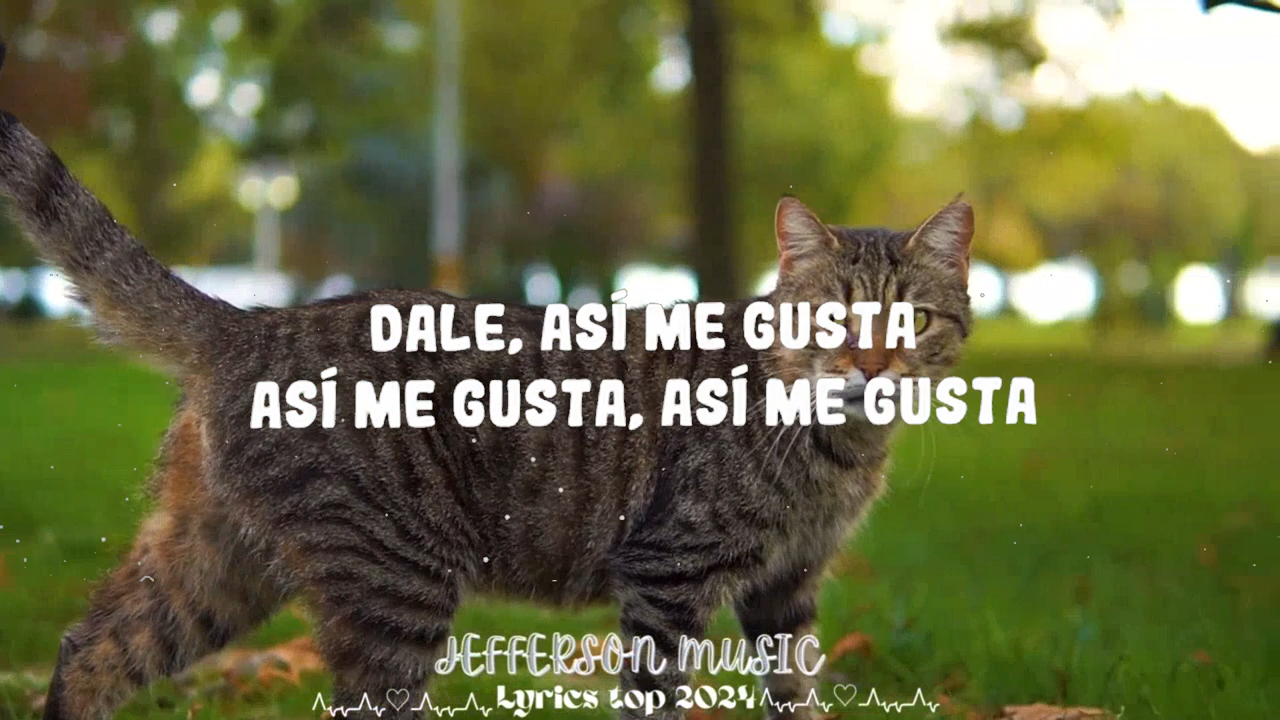 DALE, ASÍ ME GUSTA
ASÍ ME GUSTA, ASÍ ME GUSTA
JEFFERSON MUSIC
Lyrics top 2024